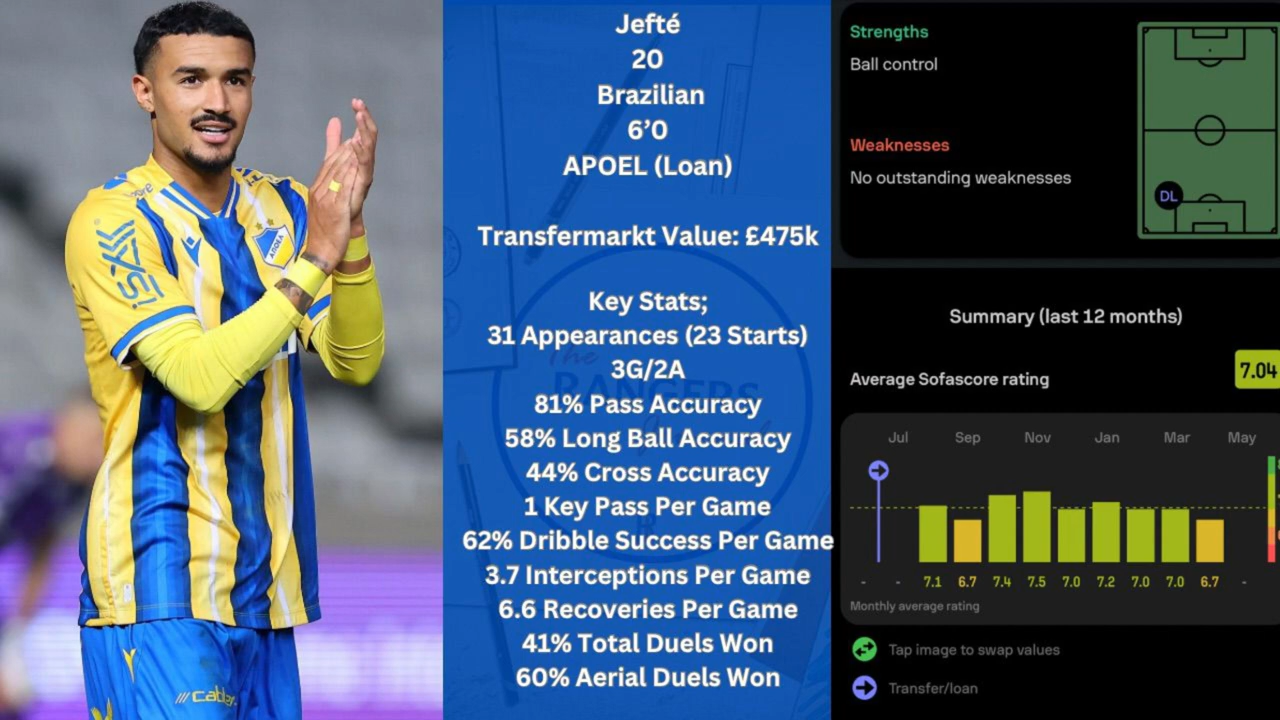 Jefté
20
Brazilian
6’0
APOEL (Loan)
Transfermarkt Value: £475k
Key Stats;
31 Appearances (23 Starts)
3G/2A
81% Pass Accuracy
58% Long Ball Accuracy
44% Cross Accuracy
1 Key Pass Per Game
62% Dribble Success Per Game
3.7 Interceptions Per Game
6.6 Recoveries Per Game
41% Total Duels Won
60% Aerial Duels Won
The
RANGERS
Strengths
Ball control
Weaknesses
No outstanding weaknesses
DL
Summary (last 12 months)
Average Sofascore rating
7.04
Jul Sep Nov Jan Mar May
- - 7.1 6.7 7.4 7.5 7.0 7.2 7.0 7.0 6.7 -
Monthly average rating
Tap image to swap values
Transfer/loan